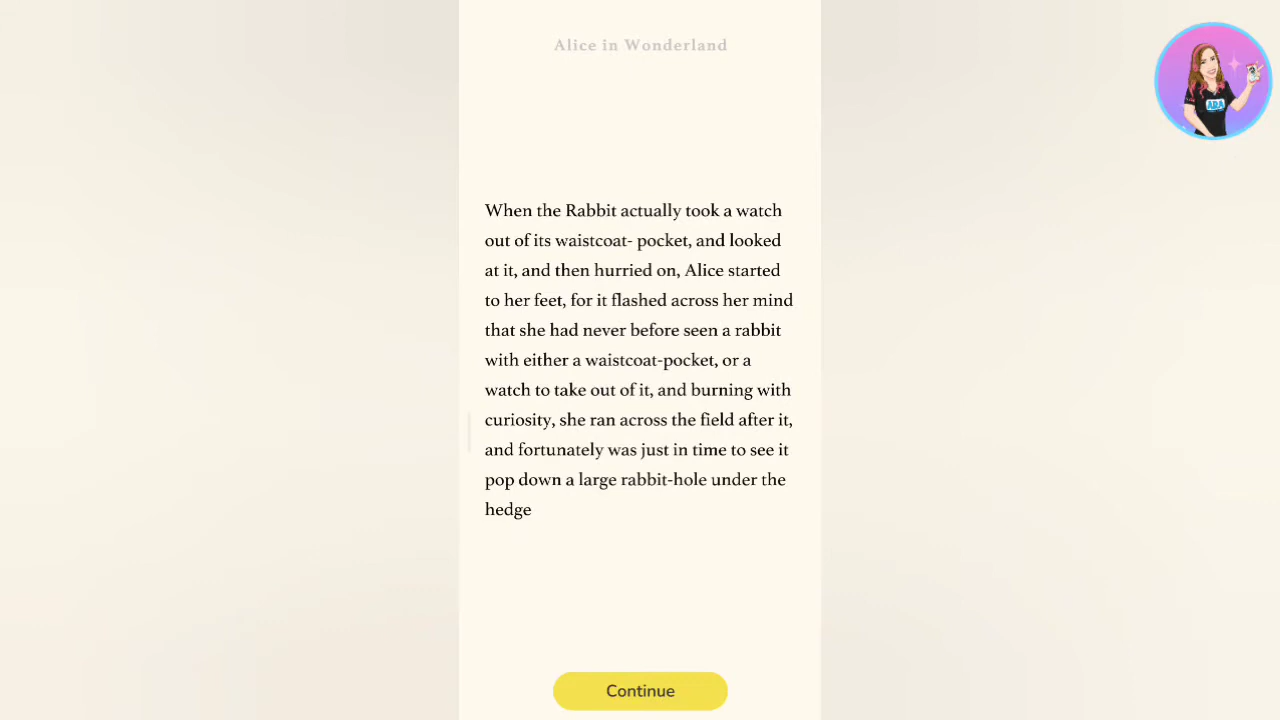 Alice in Wonderland
ARA
When the Rabbit actually took a watch
out of its waistcoat- pocket, and looked
at it, and then hurried on, Alice started
to her feet, for it flashed across her mind
that she had never before seen a rabbit
with either a waistcoat-pocket, or a
watch to take out of it, and burning with
curiosity, she ran across the field after it,
and fortunately was just in time to see it
pop down a large rabbit-hole under the
hedge
Continue